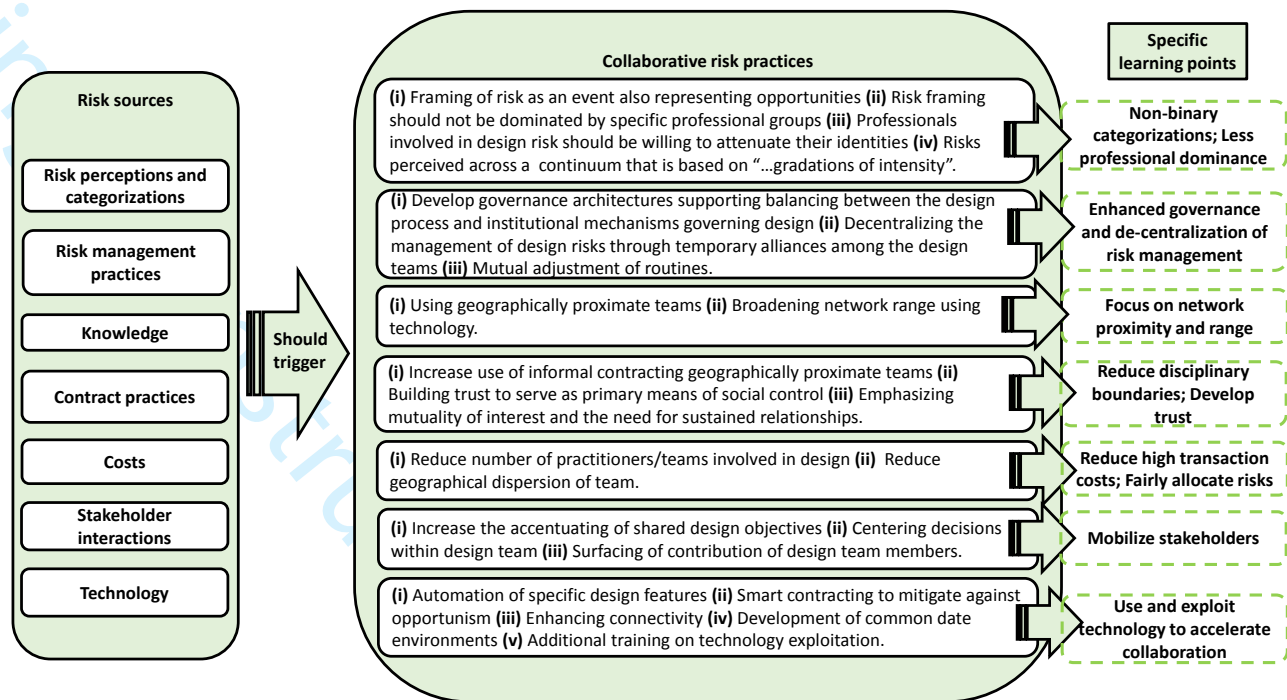 Risk sources
Risk perceptions and
categorizations
Risk management
practices
Knowledge
Contract practices
Costs
Stakeholder
interactions
Technology
Should
trigger
Collaborative risk practices
(i) Framing of risk as an event also representing opportunities (ii) Risk framing
should not be dominated by specific professional groups (iii) Professionals
involved in design risk should be willing to attenuate their identities (iv) Risks
perceived across a continuum that is based on “…gradations of intensity”.
(i) Develop governance architectures supporting balancing between the design
process and institutional mechanisms governing design (ii) Decentralizing the
management of design risks through temporary alliances among the design
teams (iii) Mutual adjustment of routines.
(i) Using geographically proximate teams (ii) Broadening network range using
technology.
(i) Increase use of informal contracting geographically proximate teams (ii)
Building trust to serve as primary means of social control (iii) Emphasizing
mutuality of interest and the need for sustained relationships.
(i) Reduce number of practitioners/teams involved in design (ii) Reduce
geographical dispersion of team.
(i) Increase the accentuating of shared design objectives (ii) Centering decisions
within design team (iii) Surfacing of contribution of design team members.
(i) Automation of specific design features (ii) Smart contracting to mitigate against
opportunism (iii) Enhancing connectivity (iv) Development of common date
environments (v) Additional training on technology exploitation.
Specific
learning points
Non-binary
categorizations; Less
professional dominance
Enhanced governance
and de-centralization of
risk management
Focus on network
proximity and range
Reduce disciplinary
boundaries; Develop
trust
Reduce high transaction
costs; Fairly allocate risks
Mobilize stakeholders
Use and exploit
technology to accelerate
collaboration